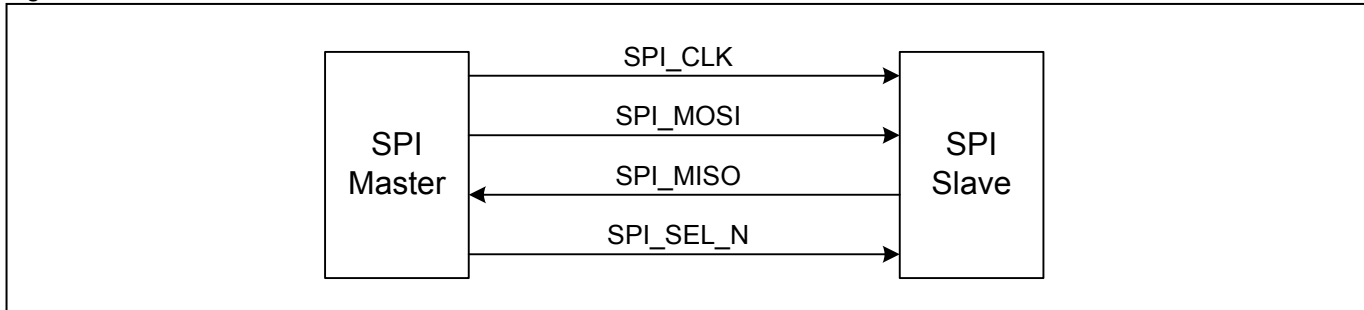 SPI_CLK
SPI_MOSI
SPI
Master
SPI_MISO
SPI_SEL_N
SPI
Slave